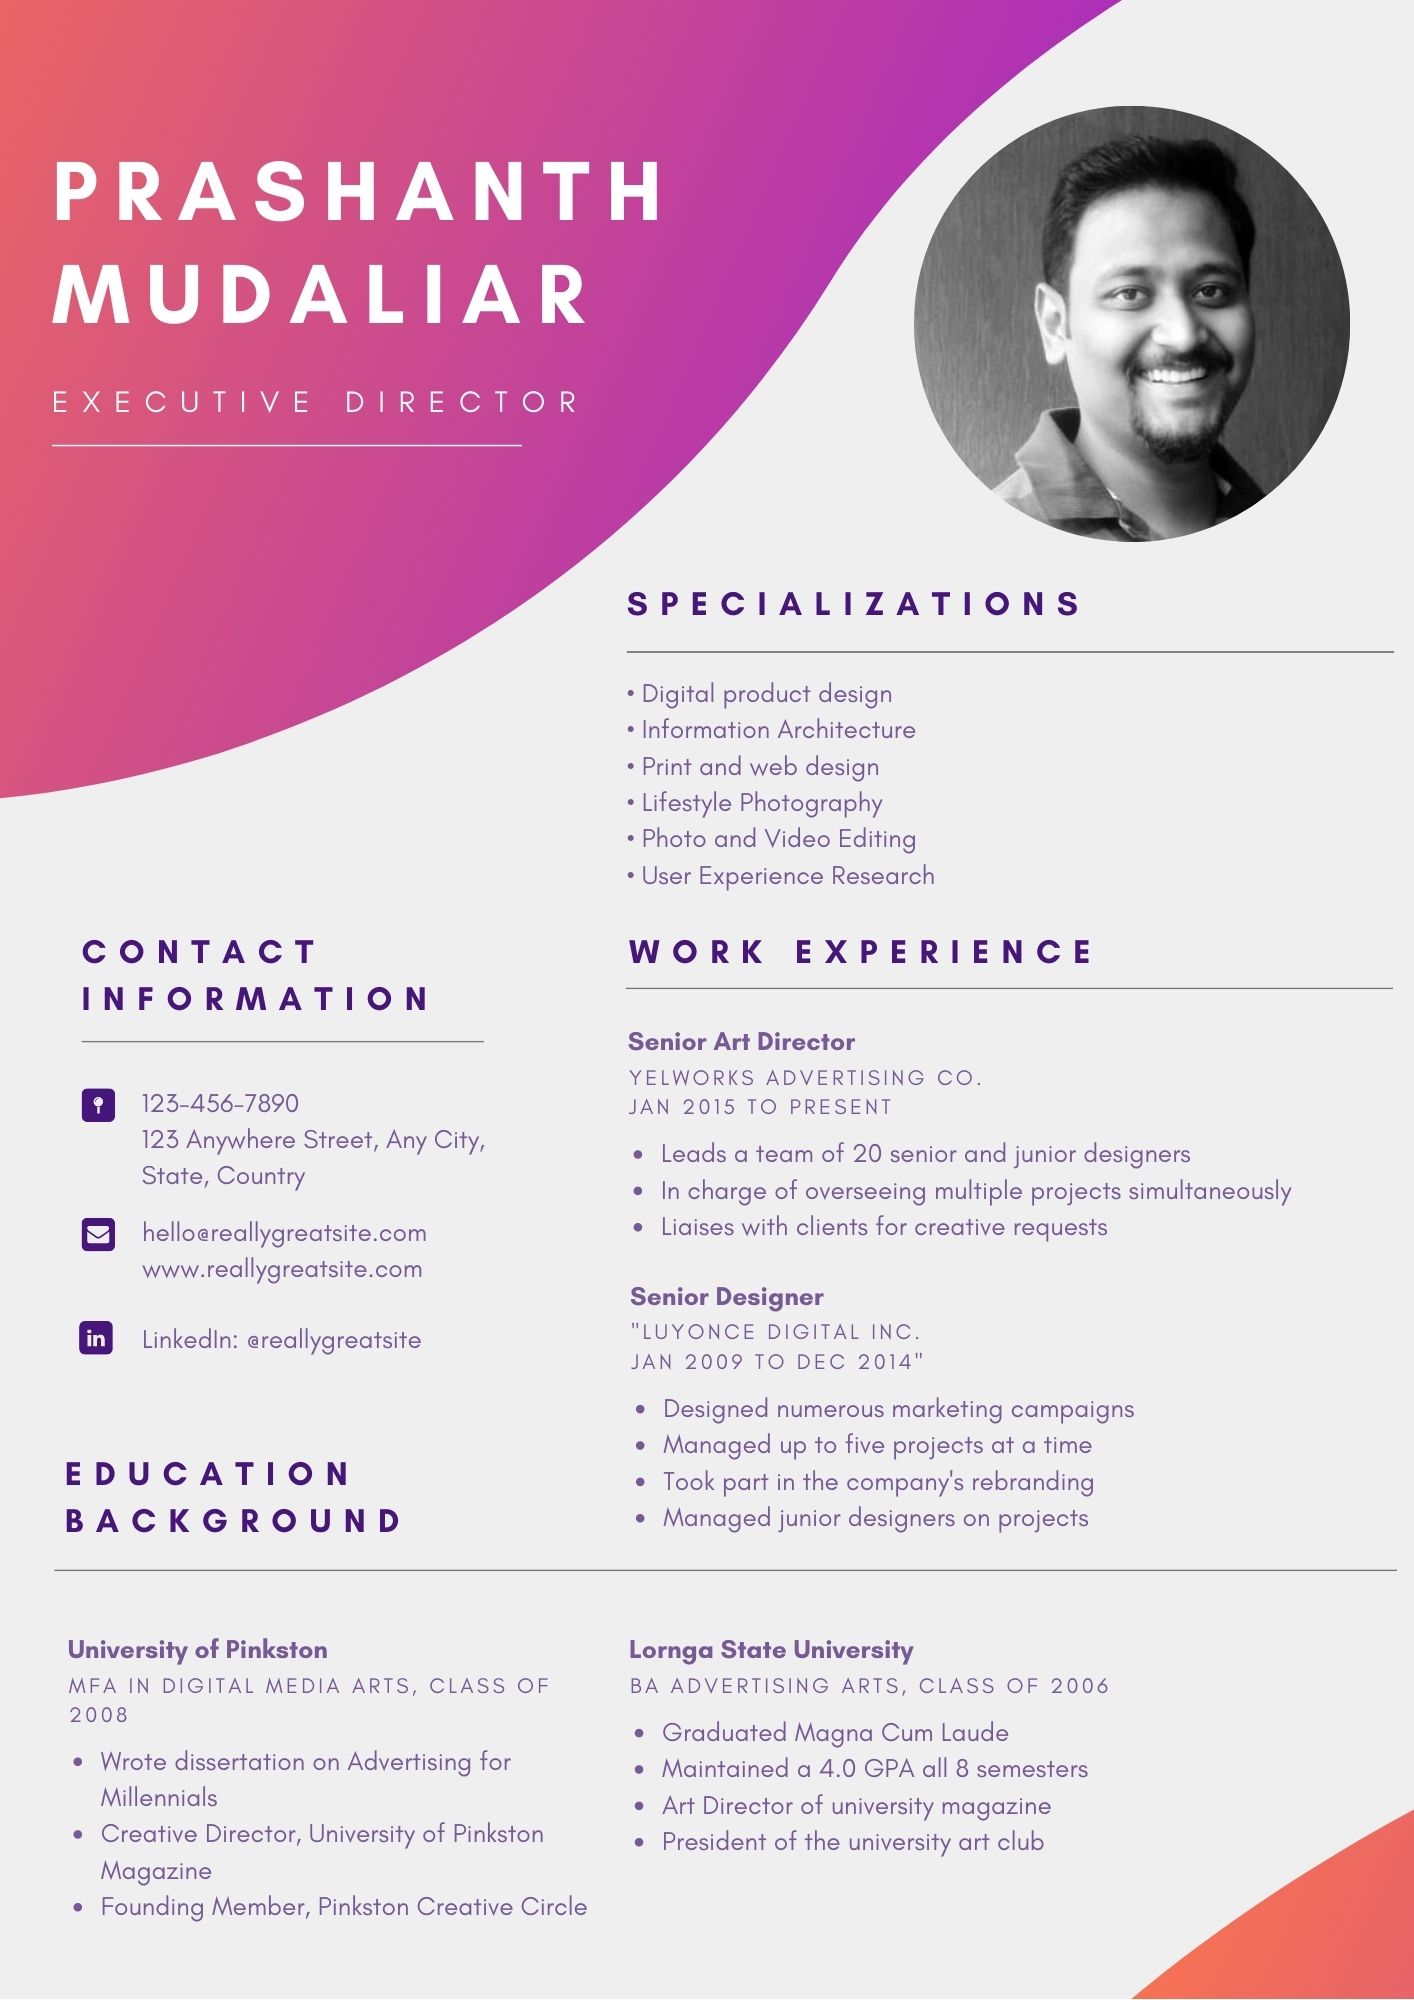 PRASHANTH
MUDALIAR
EXECUTIVE DIRECTOR
SPECIALIZATIONS
• Digital product design
• Information Architecture
• Print and web design
• Lifestyle Photography
• Photo and Video Editing
• User Experience Research
CONTACT
INFORMATION
123-456-7890
123 Anywhere Street, Any City,
State, Country
hello@reallygreatsite.com
www.reallygreatsite.com
in
LinkedIn: @reallygreatsite
WORK EXPERIENCE
Senior Art Director
YELWORKS ADVERTISING CO.
JAN 2015 TO PRESENT
• Leads a team of 20 senior and junior designers
• In charge of overseeing multiple projects simultaneously
• Liaises with clients for creative requests
Senior Designer
"LUYONCE DIGITAL INC.
JAN 2009 TO DEC 2014"
• Designed numerous marketing campaigns
• Managed up to five projects at a time
• Took part in the company's rebranding
• Managed junior designers on projects
EDUCATION
BACKGROUND
University of Pinkston
MFA IN DIGITAL MEDIA ARTS, CLASS OF
2008
• Wrote dissertation on Advertising for
Millennials
• Creative Director, University of Pinkston
Magazine
• Founding Member, Pinkston Creative Circle
Lornga State University
BA ADVERTISING ARTS, CLASS OF 2006
• Graduated Magna Cum Laude
• Maintained a 4.0 GPA all 8 semesters
• Art Director of university magazine
• President of the university art club